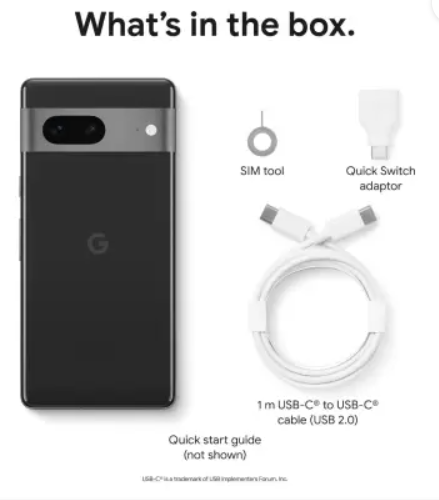 What's in the box.
SIM tool
Quick Switch
adaptor
G
1 m USB-C® to USB-C®
cable (USB 2.0)
Quick start guide
(not shown)
USB-C® is a trademark of USB Implementers Forum, Inc.